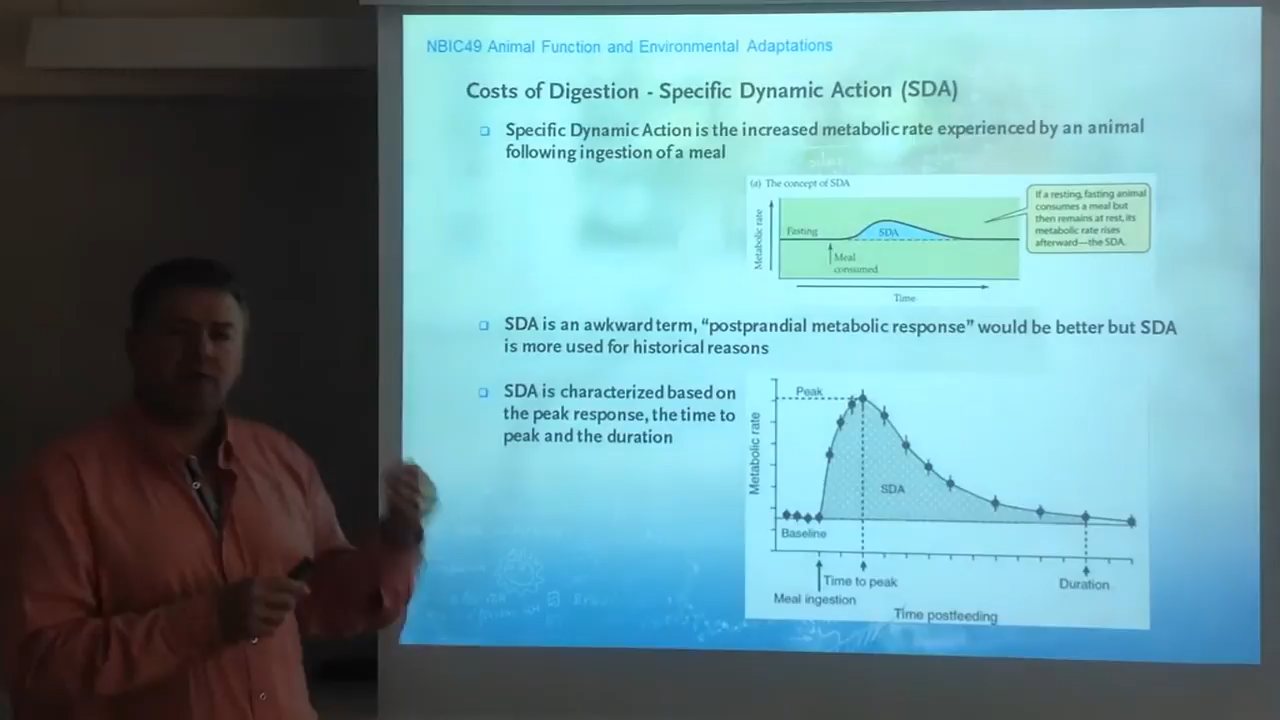 NBIC49 Animal Function and Environmental Adaptations
Costs of Digestion - Specific Dynamic Action (SDA)
Specific Dynamic Action is the increased metabolic rate experienced by an animal
following ingestion of a meal
(a) The concept of SDA
Metabolic rate
Fasting
SDA
Meal
consumed
Time
If a resting, fasting animal
consumes a meal but
then remains at rest, its
metabolic rate rises
afterward—the SDA.
SDA is an awkward term, “postprandial metabolic response” would be better but SDA
is more used for historical reasons
SDA is characterized based on
the peak response, the time to
peak and the duration
Metabolic rate
Peak
SDA
Baseline
Time to peak
Meal ingestion
Duration
Time postfeeding